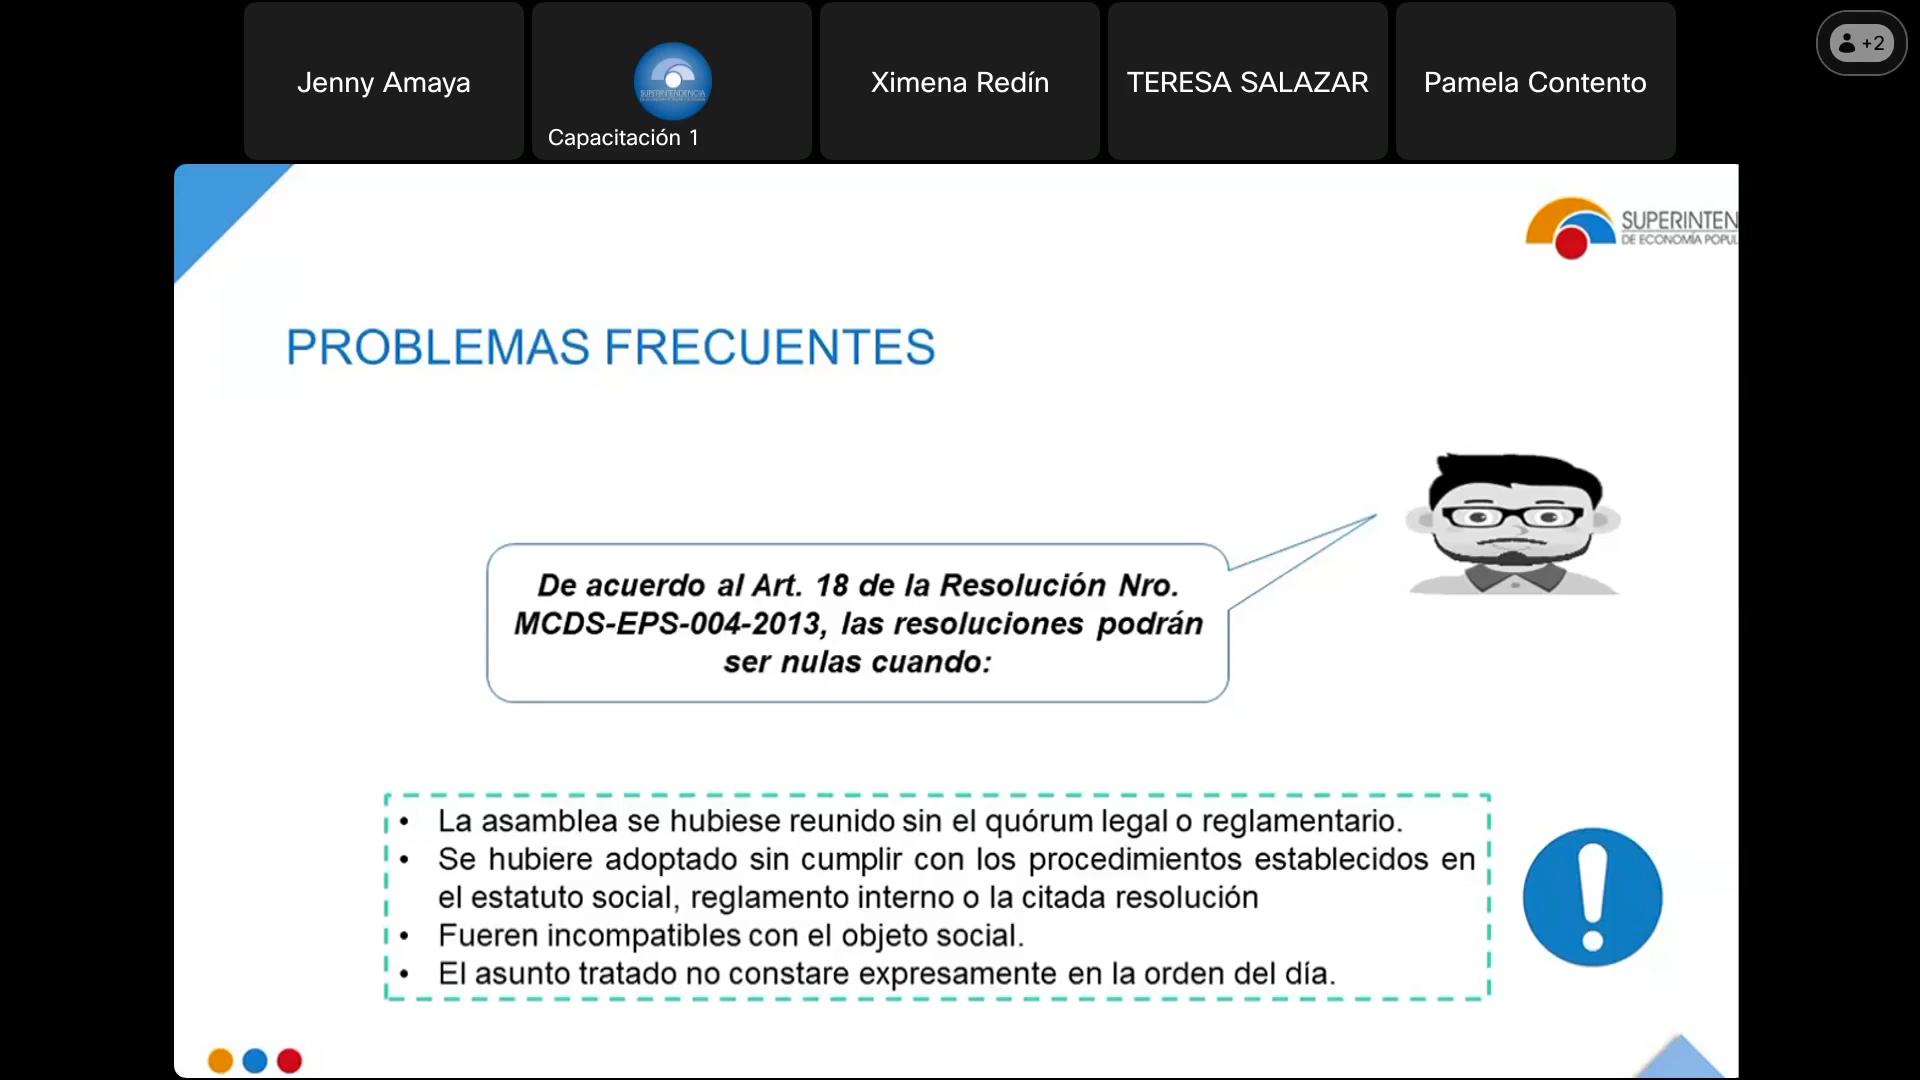 Jenny Amaya
Capacitación 1
Ximena Redín
TERESA SALAZAR
Pamela Contento
+2
SUPERINTEN
DE ECONOMÍA POPUL
PROBLEMAS FRECUENTES
De acuerdo al Art. 18 de la Resolución Nro.
MCDS-EPS-004-2013, las resoluciones podrán
ser nulas cuando:
• La asamblea se hubiese reunido sin el quórum legal o reglamentario.
• Se hubiere adoptado sin cumplir con los procedimientos establecidos en
el estatuto social, reglamento interno o la citada resolución
• Fueren incompatibles con el objeto social.
• El asunto tratado no constare expresamente en la orden del día.